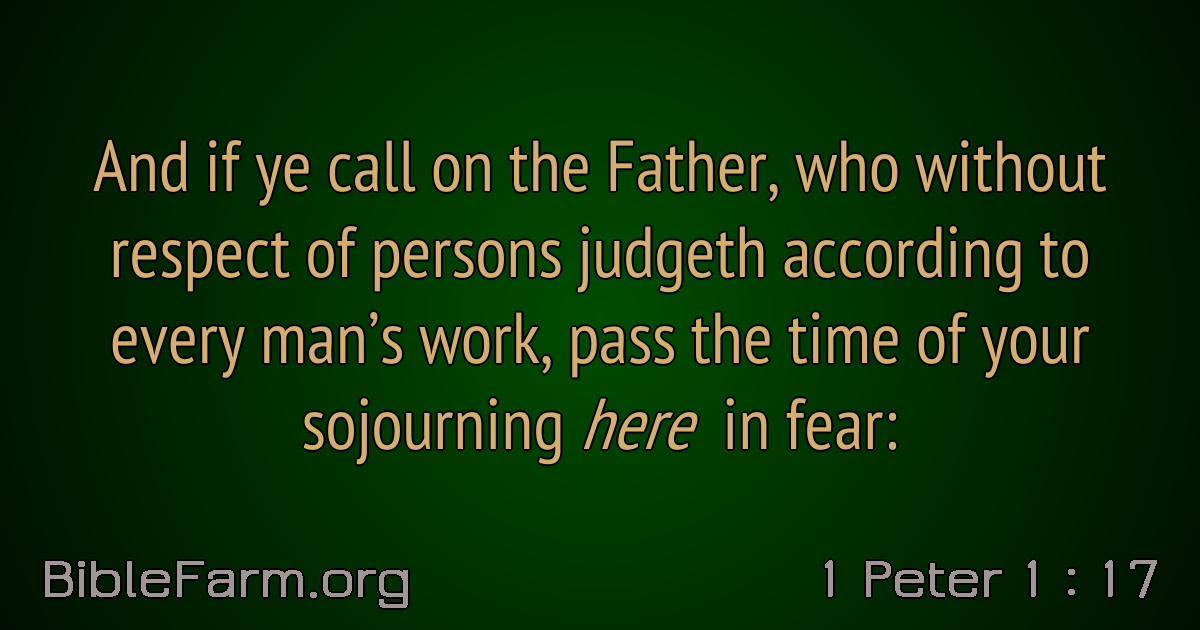 And if ye call on the Father, who without
respect of persons judgeth according to
every man’s work, pass the time of your
sojourning here in fear:
BibleFarm.org
1 Peter 1 : 17